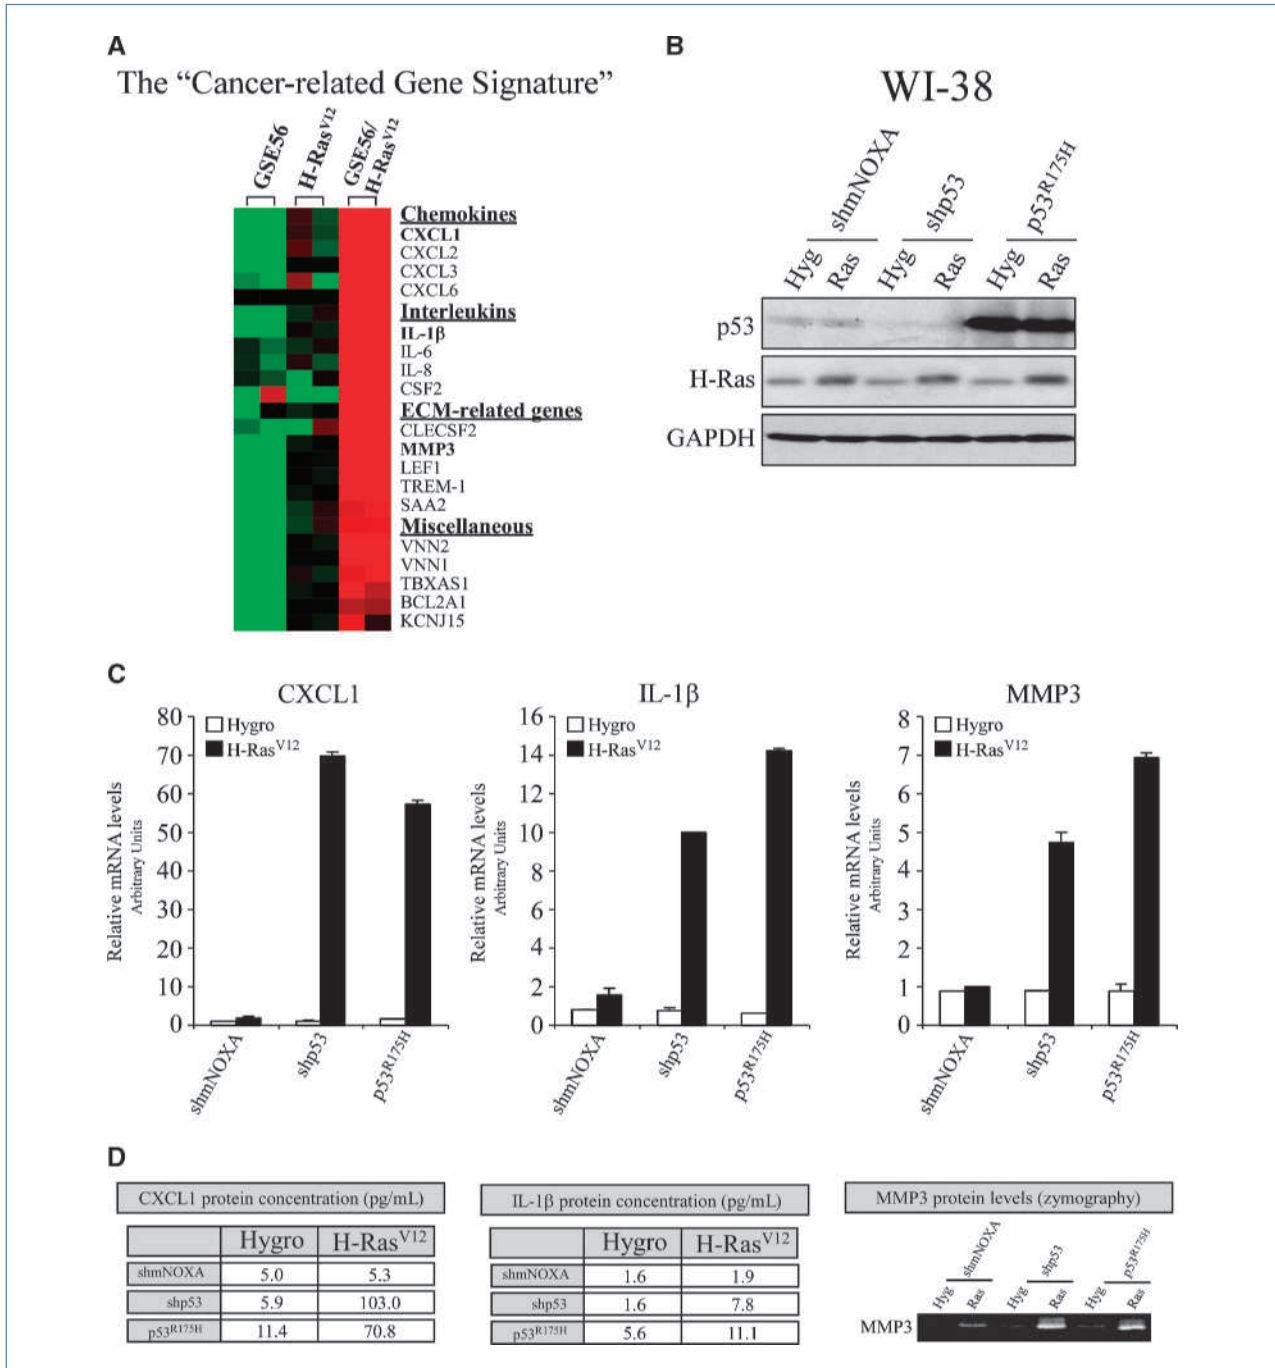 A
The “Cancer-related Gene Signature”
GSE56
H-RasV12
GSE56/
H-RasV12
Chemokines
CXCL1
CXCL2
CXCL3
CXCL6
Interleukins
IL-1β
IL-6
IL-8
CSF2
ECM-related genes
CLECSF2
MMP3
LEF1
TREM-1
SAA2
Miscellaneous
VNN2
VNN1
TBXAS1
BCL2A1
KCNJ15
B
WI-38
shmNOXA
shp53
p53R175H
Hyg
Ras
Hyg
Ras
Hyg
Ras
p53
H-Ras
GAPDH
C
CXCL1
Hygro
H-RasV12
Relative mRNA levels
Arbitrary Units
80
70
60
50
40
30
20
10
0
shmNOXA
shp53
p53R175H
IL-1β
Hygro
H-RasV12
Relative mRNA levels
Arbitrary Units
16
14
12
10
8
6
4
2
0
shmNOXA
shp53
p53R175H
MMP3
Hygro
H-RasV12
Relative mRNA levels
Arbitrary Units
8
7
6
5
4
3
2
1
0
shmNOXA
shp53
p53R175H
D
CXCL1 protein concentration (pg/mL)
Hygro H-RasV12
shmNOXA 5.0 5.3
shp53 5.9 103.0
p53R175H 11.4 70.8
IL-1β protein concentration (pg/mL)
Hygro H-RasV12
shmNOXA 1.6 1.9
shp53 1.6 7.8
p53R175H 5.6 11.1
MMP3 protein levels (zymography)
shmNOXA
shp53
p53R175H
Hyg
Ras
Hyg
Ras
Hyg
Ras
MMP3